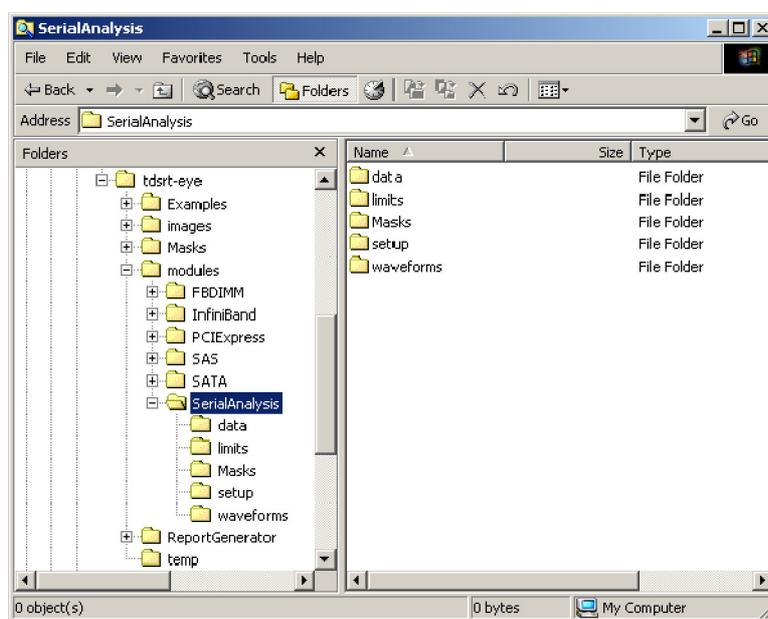 SerialAnalysis
File Edit View Favorites Tools Help
Back Search Folders
Address SerialAnalysis Go
Folders
Name Size Type
tdsrt-eye
Examples
images
Masks
modules
FBDIMM
InfiniBand
PCIExpress
SAS
SATA
SerialAnalysis
data
limits
Masks
setup
waveforms
ReportGenerator
temp
data File Folder
limits File Folder
Masks File Folder
setup File Folder
waveforms File Folder
0 object(s) 0 bytes My Computer